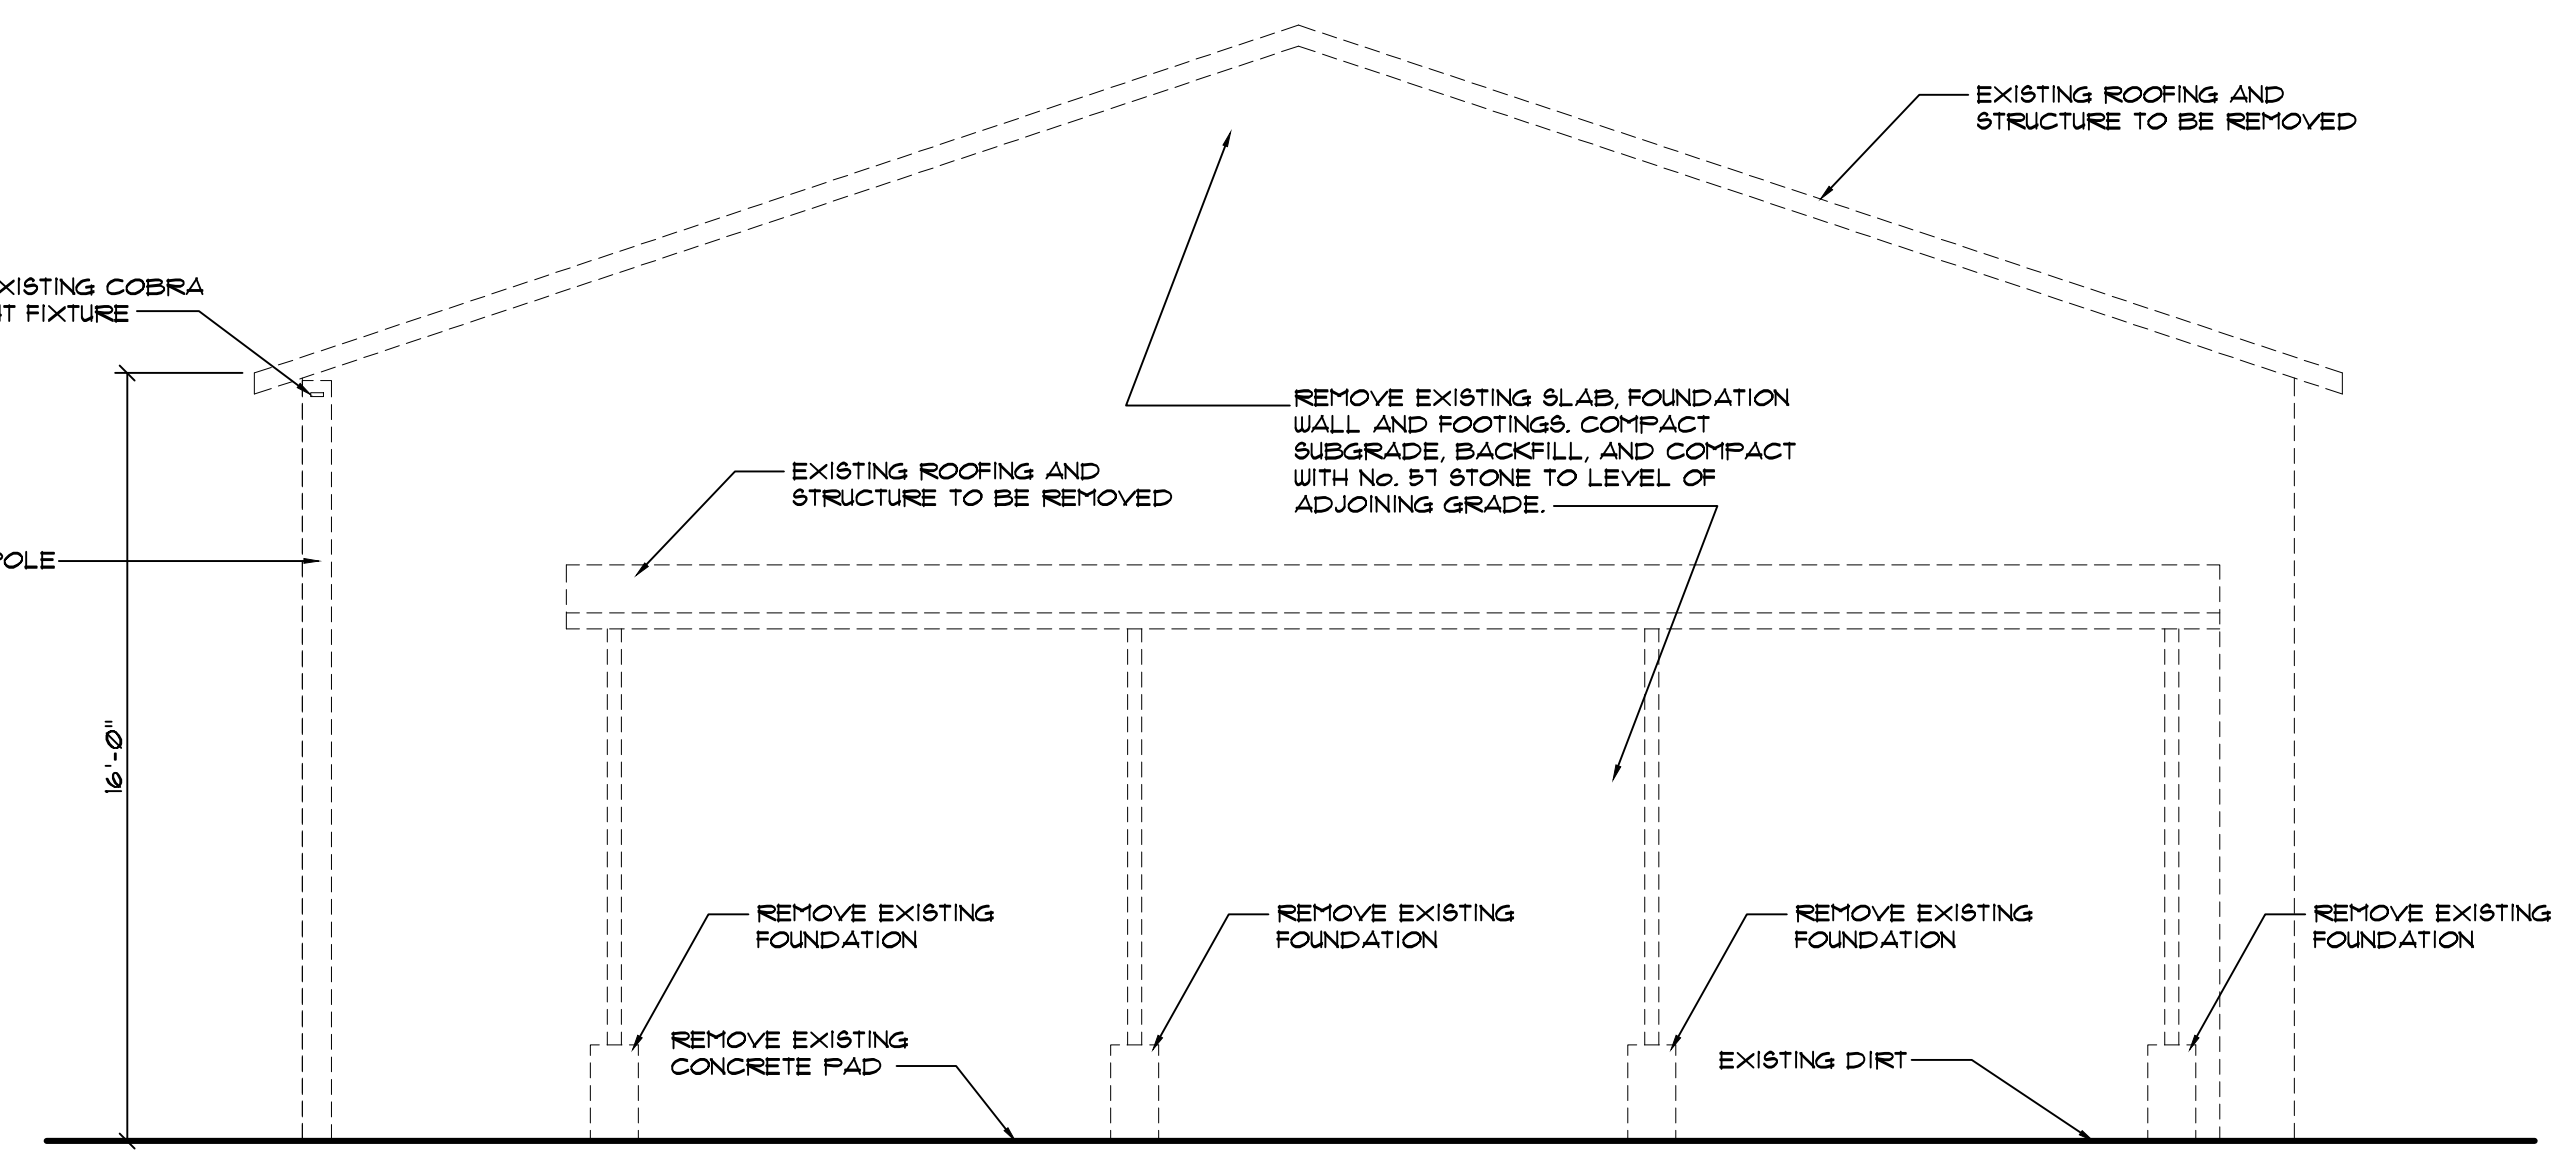 EXISTING ROOFING AND
STRUCTURE TO BE REMOVED
EXISTING COBRA
FIXTURE
REMOVE EXISTING SLAB, FOUNDATION
WALL AND FOOTINGS. COMPACT
SUBGRADE, BACKFILL, AND COMPACT
WITH No. 57 STONE TO LEVEL OF
ADJOINING GRADE.
EXISTING ROOFING AND
STRUCTURE TO BE REMOVED
POLE
16'-0"
REMOVE EXISTING
FOUNDATION
REMOVE EXISTING
FOUNDATION
REMOVE EXISTING
FOUNDATION
REMOVE EXISTING
FOUNDATION
REMOVE EXISTING
CONCRETE PAD
EXISTING DIRT